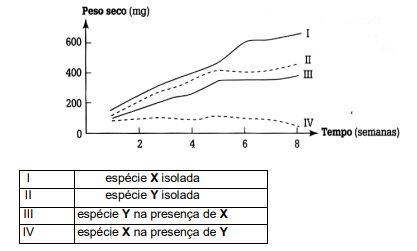 Peso seco (mg)
I
600
II
400
III
200
IV
0 2 4 6 8 Tempo (semanas)
I espécie X isolada
II espécie Y isolada
III espécie Y na presença de X
IV espécie X na presença de Y